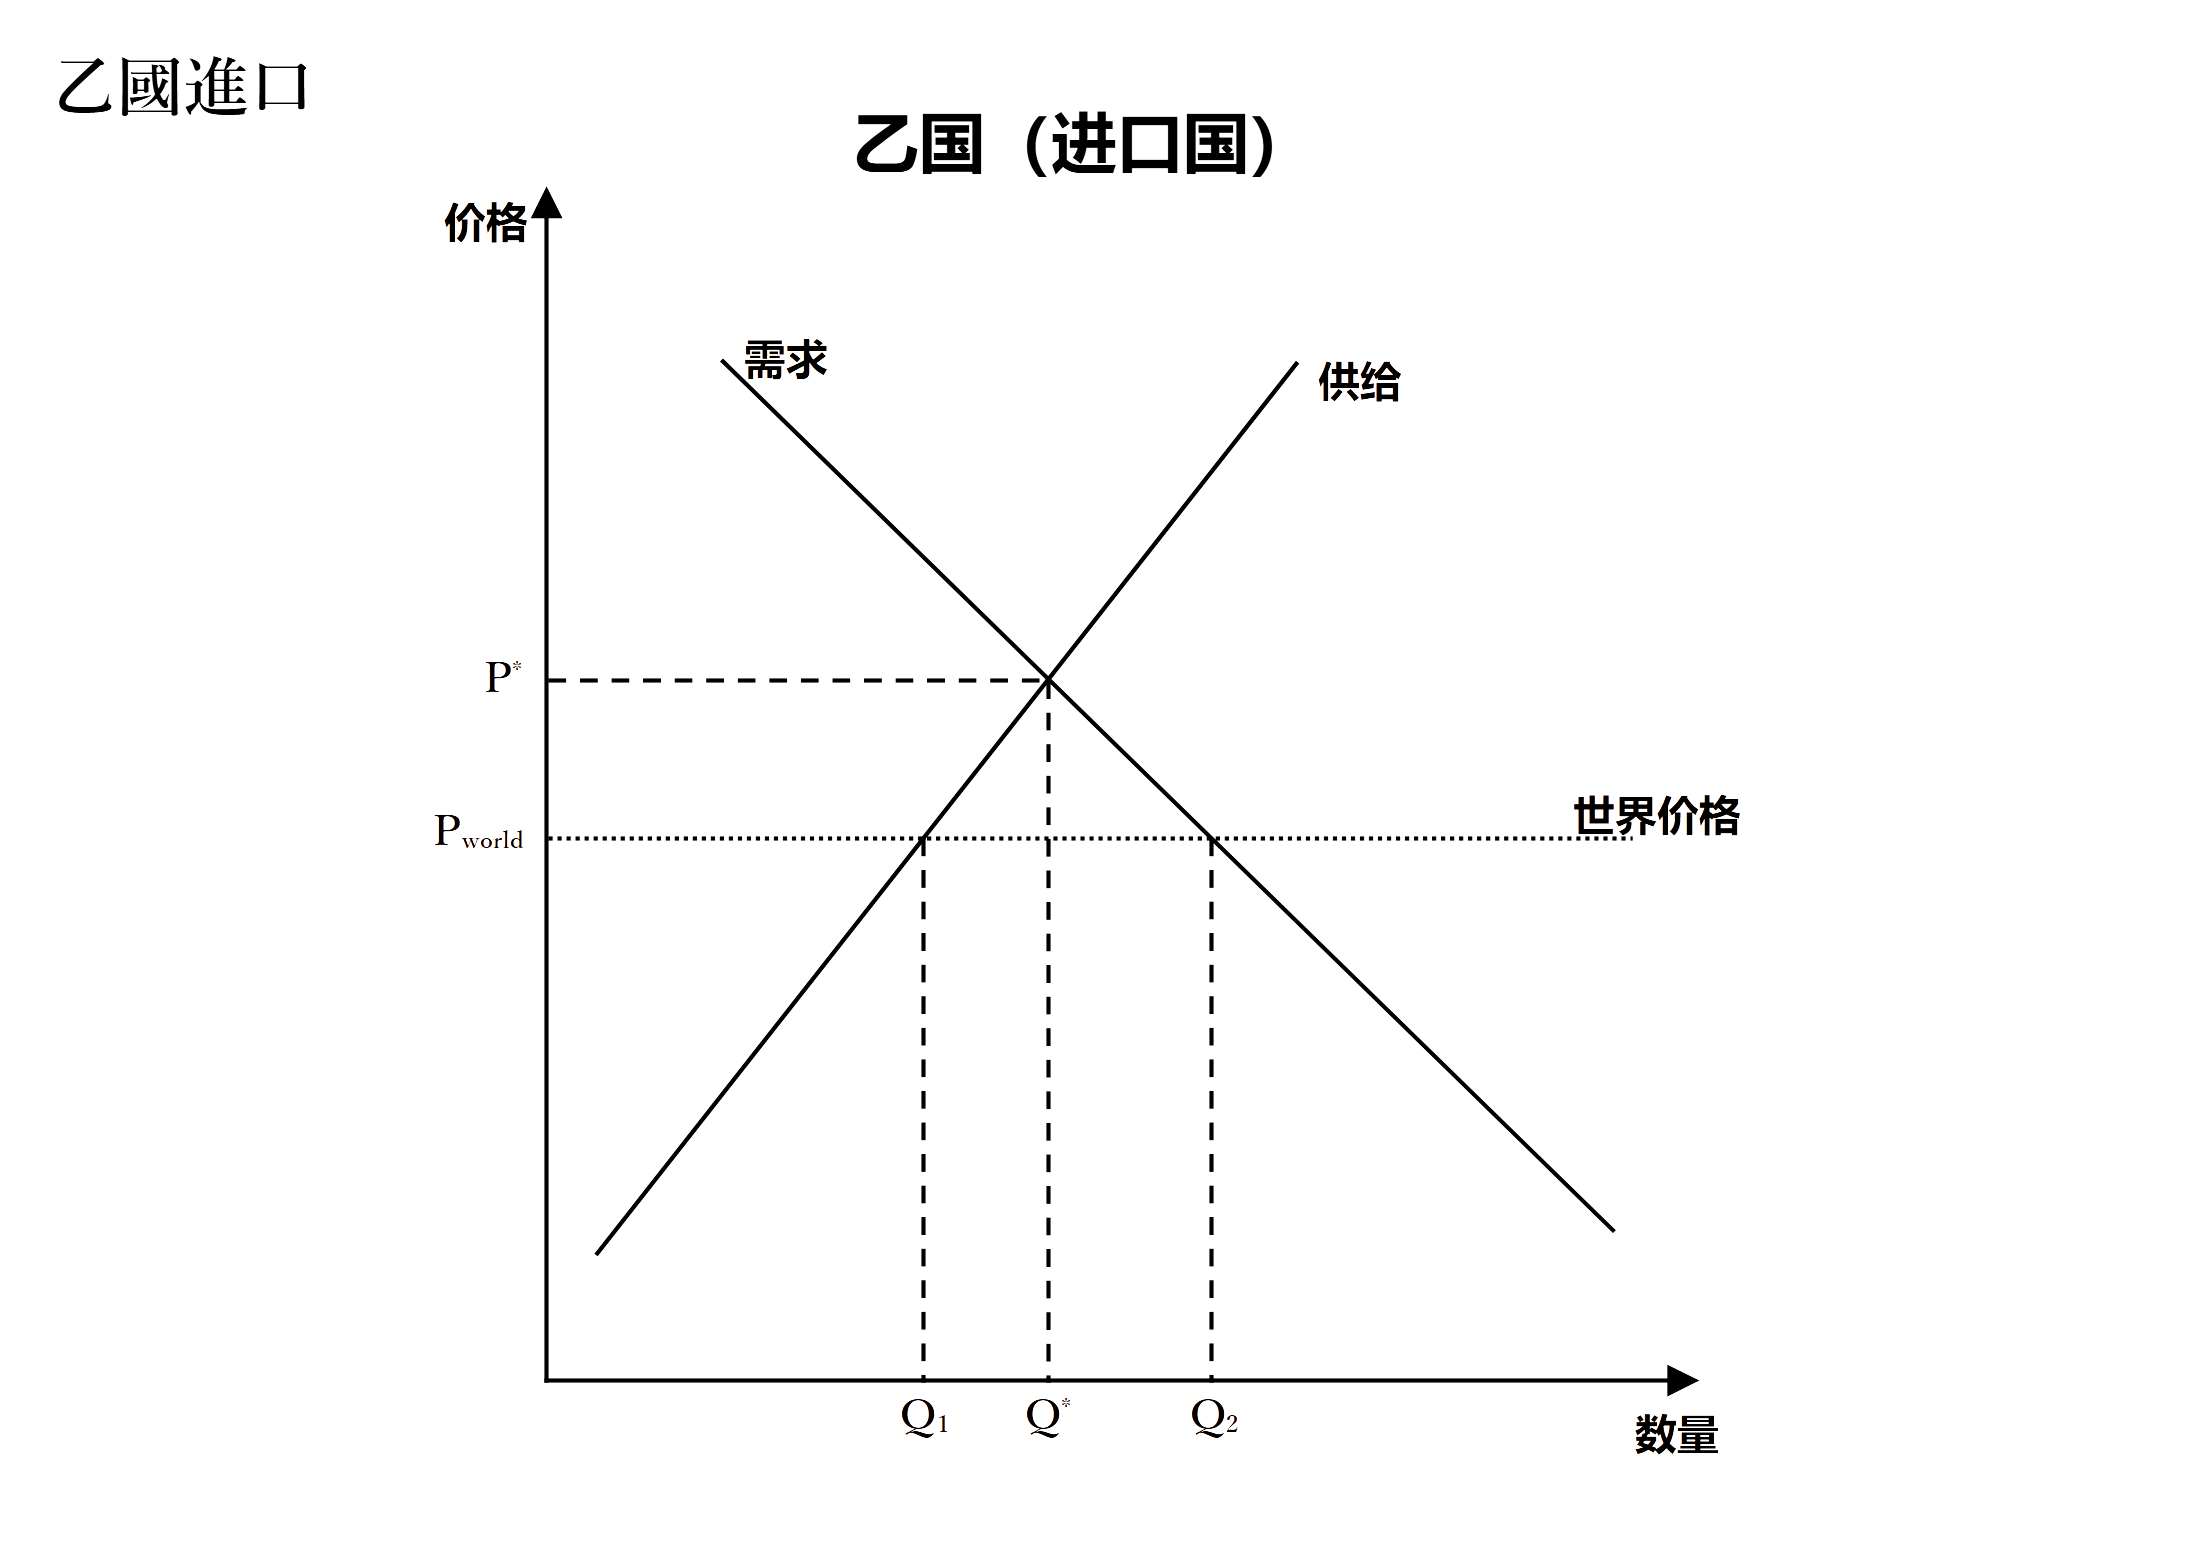 乙國進口
乙国（进口国）
价格
需求
供给
P*
世界价格
Pworld
Q1 Q* Q2
数量